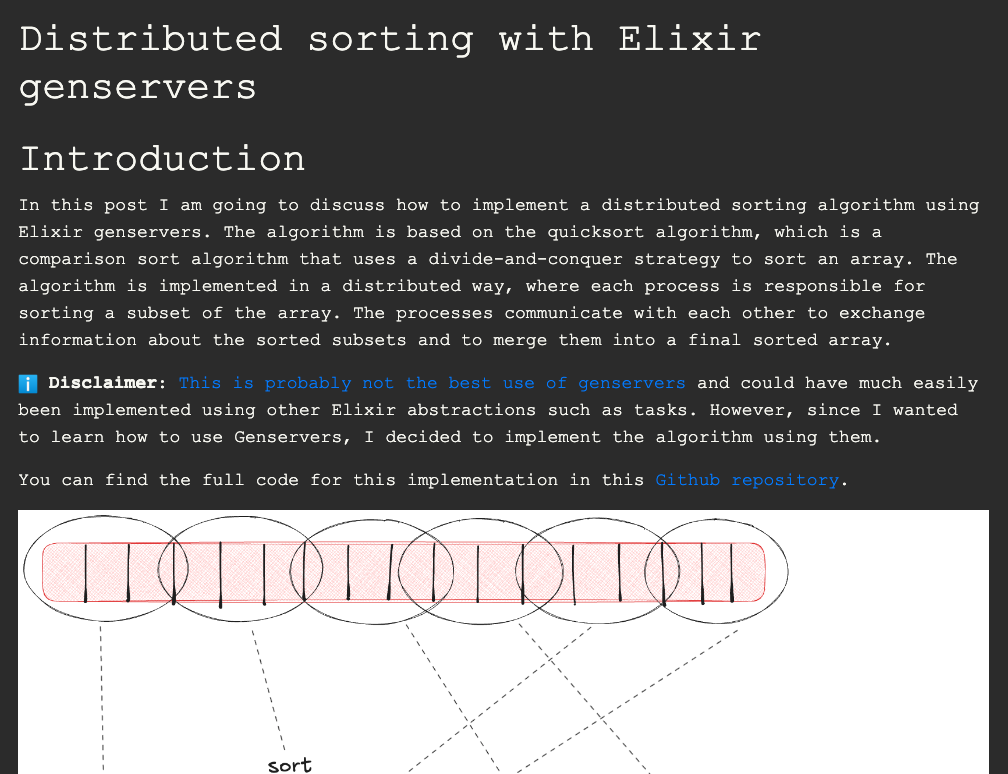 Distributed sorting with Elixir
genservers
Introduction
In this post I am going to discuss how to implement a distributed sorting algorithm using
Elixir genservers. The algorithm is based on the quicksort algorithm, which is a
comparison sort algorithm that uses a divide-and-conquer strategy to sort an array. The
algorithm is implemented in a distributed way, where each process is responsible for
sorting a subset of the array. The processes communicate with each other to exchange
information about the sorted subsets and to merge them into a final sorted array.
ℹ️ Disclaimer: This is probably not the best use of genservers and could have much easily
been implemented using other Elixir abstractions such as tasks. However, since I wanted
to learn how to use Genservers, I decided to implement the algorithm using them.
You can find the full code for this implementation in this Github repository.
sort